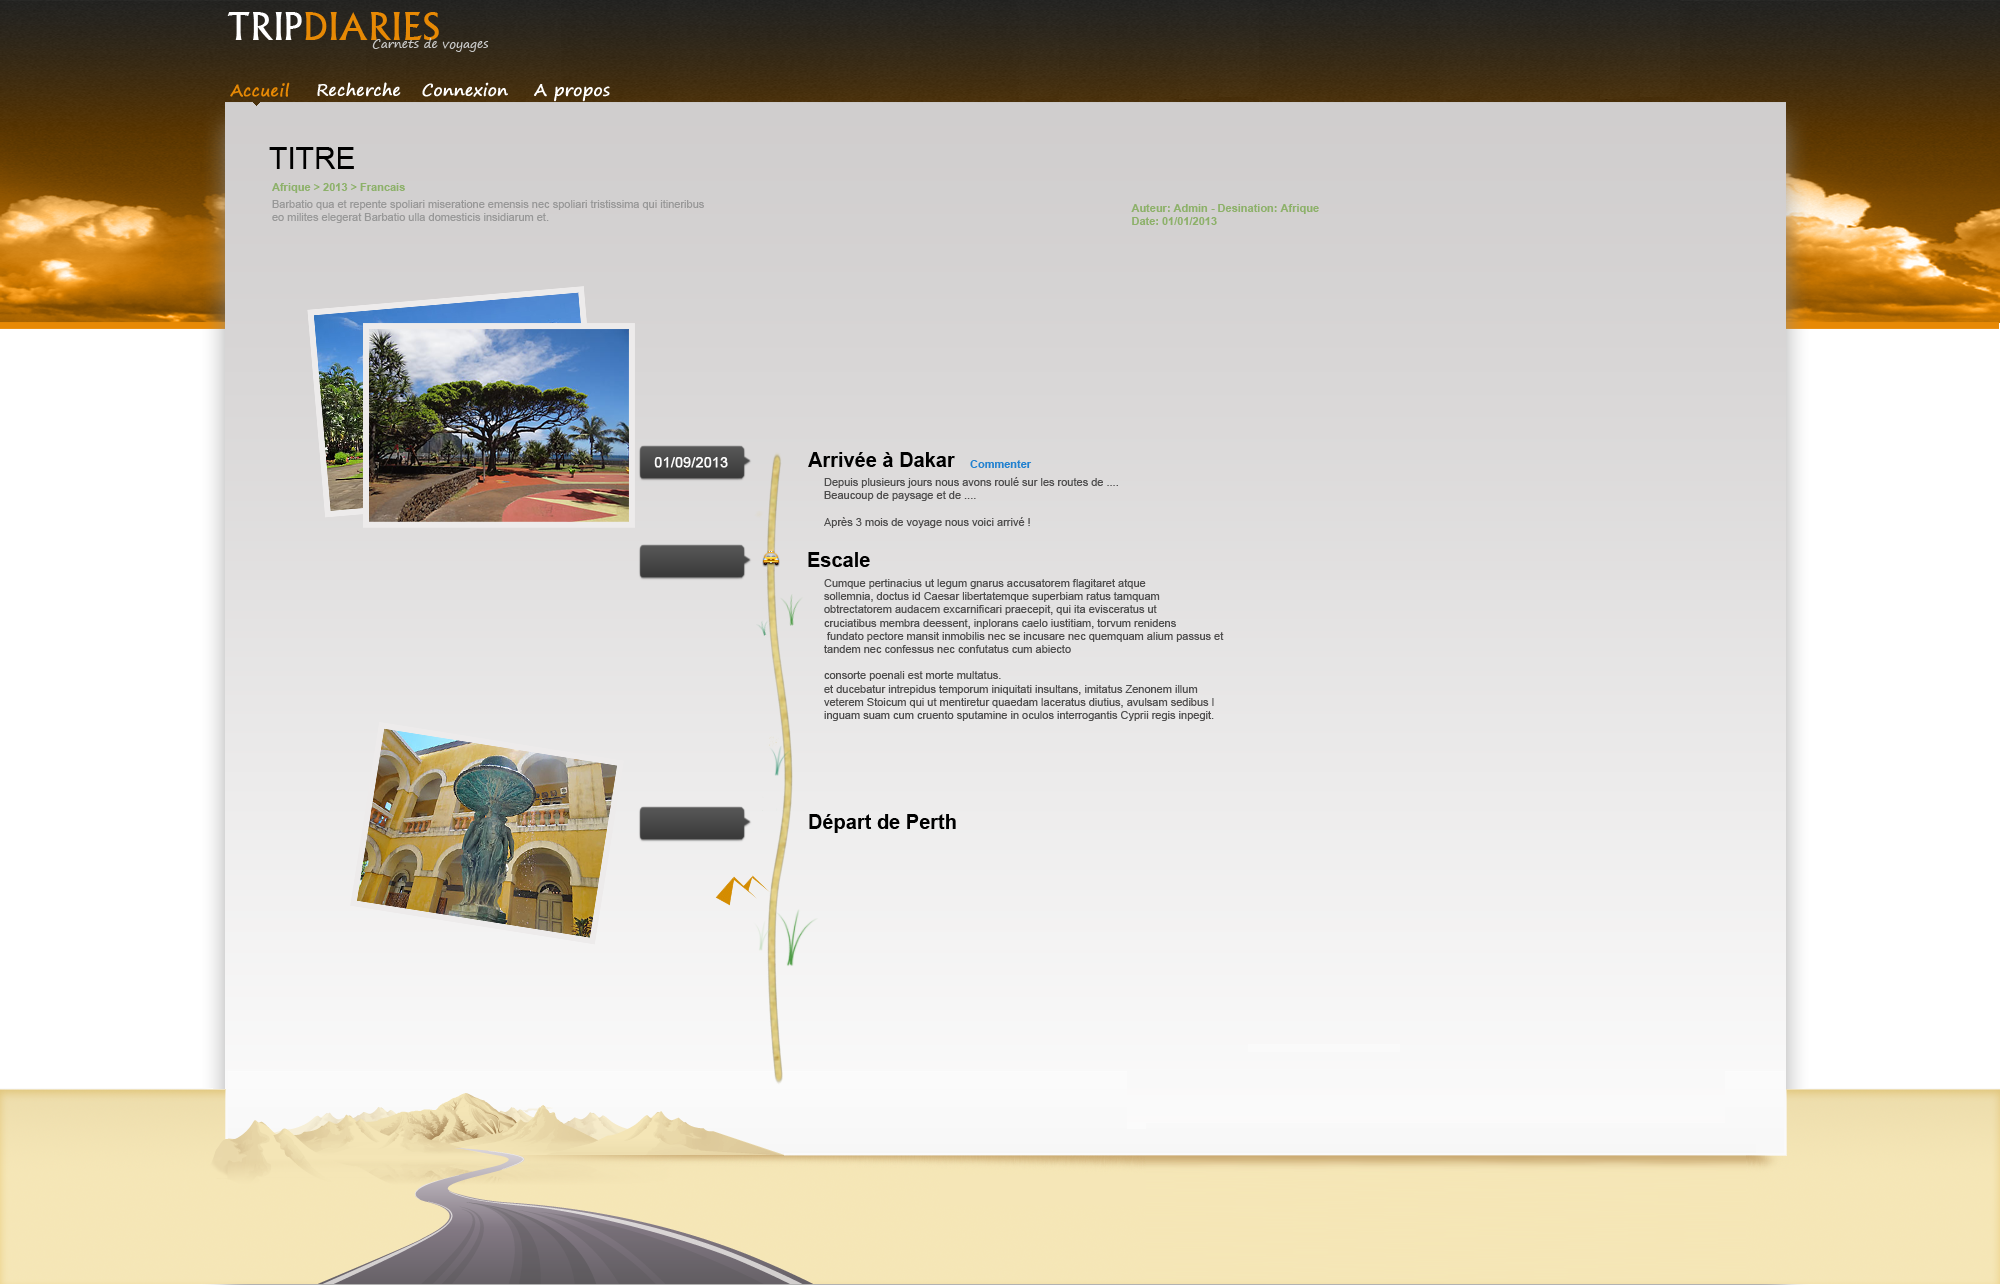 TRIPDIARIES
Carnets de voyages
Accueil Recherche Connexion A propos
TITRE
Afrique > 2013 > Francais
Barbatio qua et repente spoliari miseratione emensis nec spoliari tristissima qui itineribus
eo milites elegerat Barbatio ulla domesticis insidiarum et.
Auteur: Admin - Desination: Afrique
Date: 01/01/2013
01/09/2013
Arrivée à Dakar Commenter
Depuis plusieurs jours nous avons roulé sur les routes de ....
Beaucoup de paysage et de ....
Après 3 mois de voyage nous voici arrivé !
Escale
Cumque pertinacius ut legum gnarus accusatorem flagitaret atque
sollemnia, doctus id Caesar libertatemque superbiam ratus tamquam
obtrectatorem audacem excarnificari praecepit, qui ita evisceratus ut
cruciatibus membra deessent, inplorans caelo iustitiam, torvum renidens
fundato pectore mansit inmobilis nec se incusare nec quemquam alium passus et
tandem nec confessus nec confutatus cum abiecto
consorte poenali est morte multatus.
et ducebatur intrepidus temporum iniquitati insultans, imitatus Zenonem illum
veterem Stoicum qui ut mentiretur quaedam laceratus diutius, avulsam sedibus l
inguam suam cum cruento sputamine in oculos interrogantis Cyprii regis inpegit.
Départ de Perth